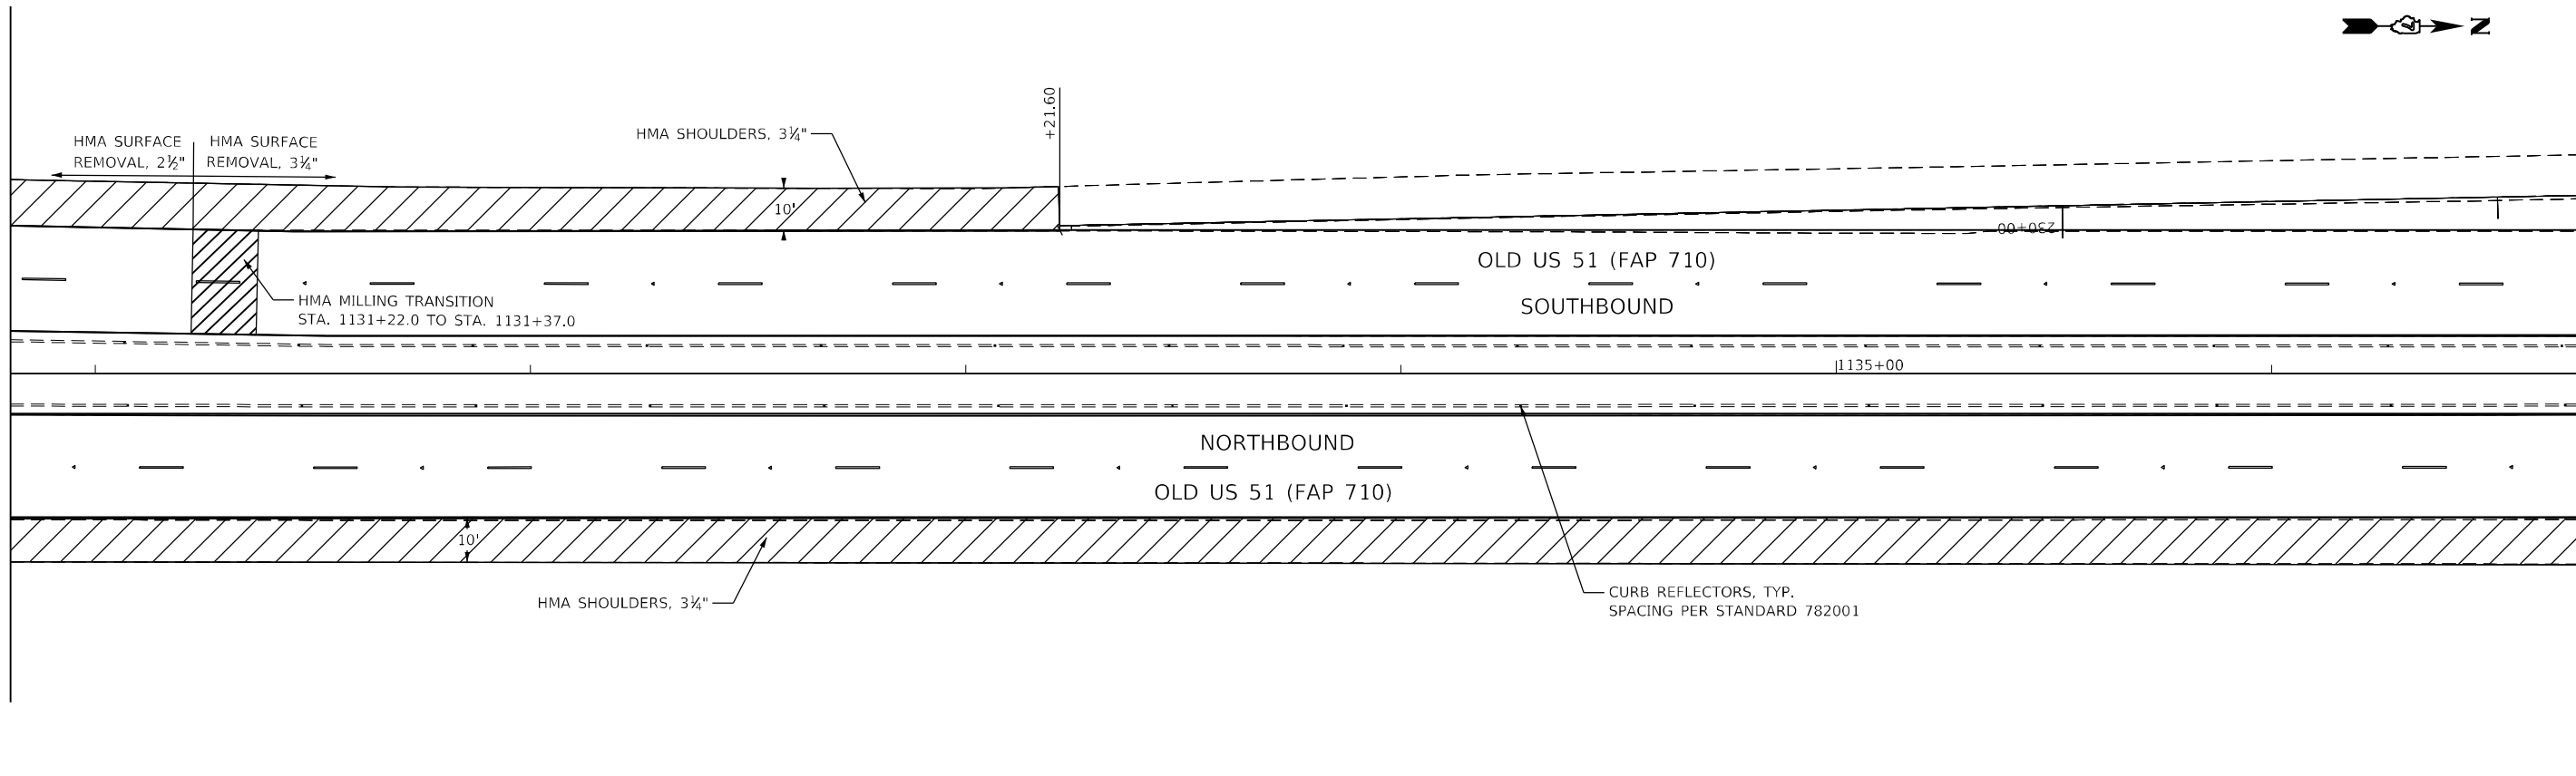 N
+21.60
HMA SURFACE
REMOVAL, 2½"
HMA SURFACE
REMOVAL, 3¼"
HMA SHOULDERS, 3¼"
10'
230+00
OLD US 51 (FAP 710)
SOUTHBOUND
HMA MILLING TRANSITION
STA. 1131+22.0 TO STA. 1131+37.0
1135+00
NORTHBOUND
OLD US 51 (FAP 710)
10'
HMA SHOULDERS, 3¼"
CURB REFLECTORS, TYP.
SPACING PER STANDARD 782001